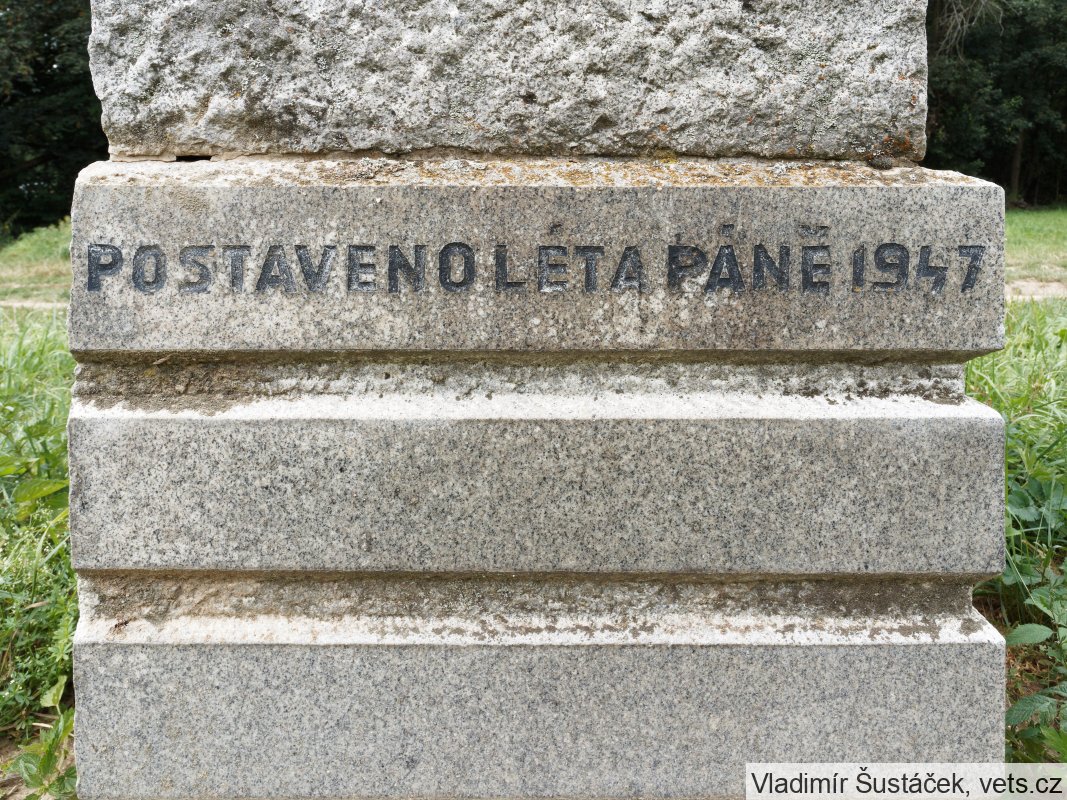 POSTAVENO LÉTA PÁNĚ 1947
Vladimír Šustáček, vets.cz